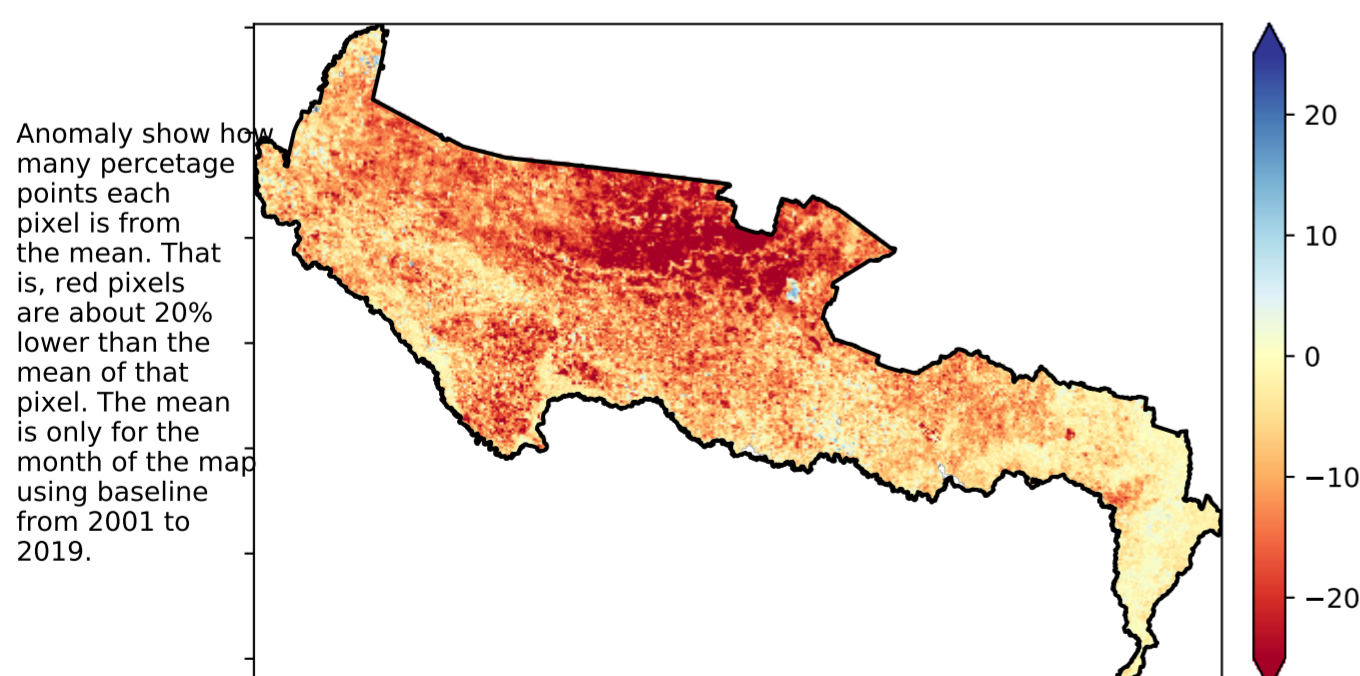 Anomaly show how
many percetage
points each
pixel is from
the mean. That
is, red pixels
are about 20%
lower than the
mean of that
pixel. The mean
is only for the
month of the map
using baseline
from 2001 to
2019.
20
10
0
−10
−20